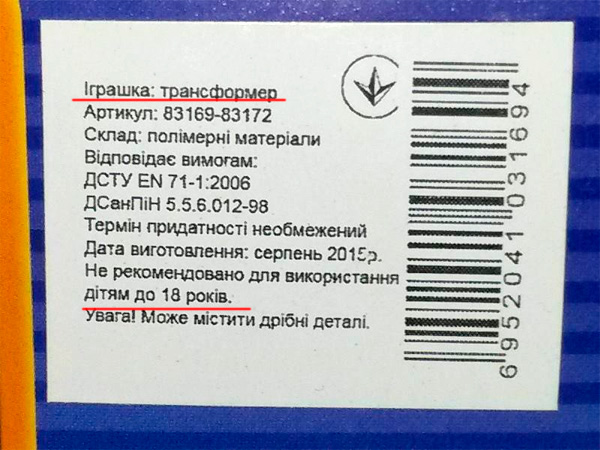 Іграшка: трансформер
Артикул: 83169-83172
Склад: полімерні матеріали
Відповідає вимогам:
ДСТУ EN 71-1:2006
ДСанПіН 5.5.6.012-98
Термін придатності необмежений
Дата виготовлення: серпень 2015р.
Не рекомендовано для використання
дітям до 18 років.
Увага! Може містити дрібні деталі.
6952041031694